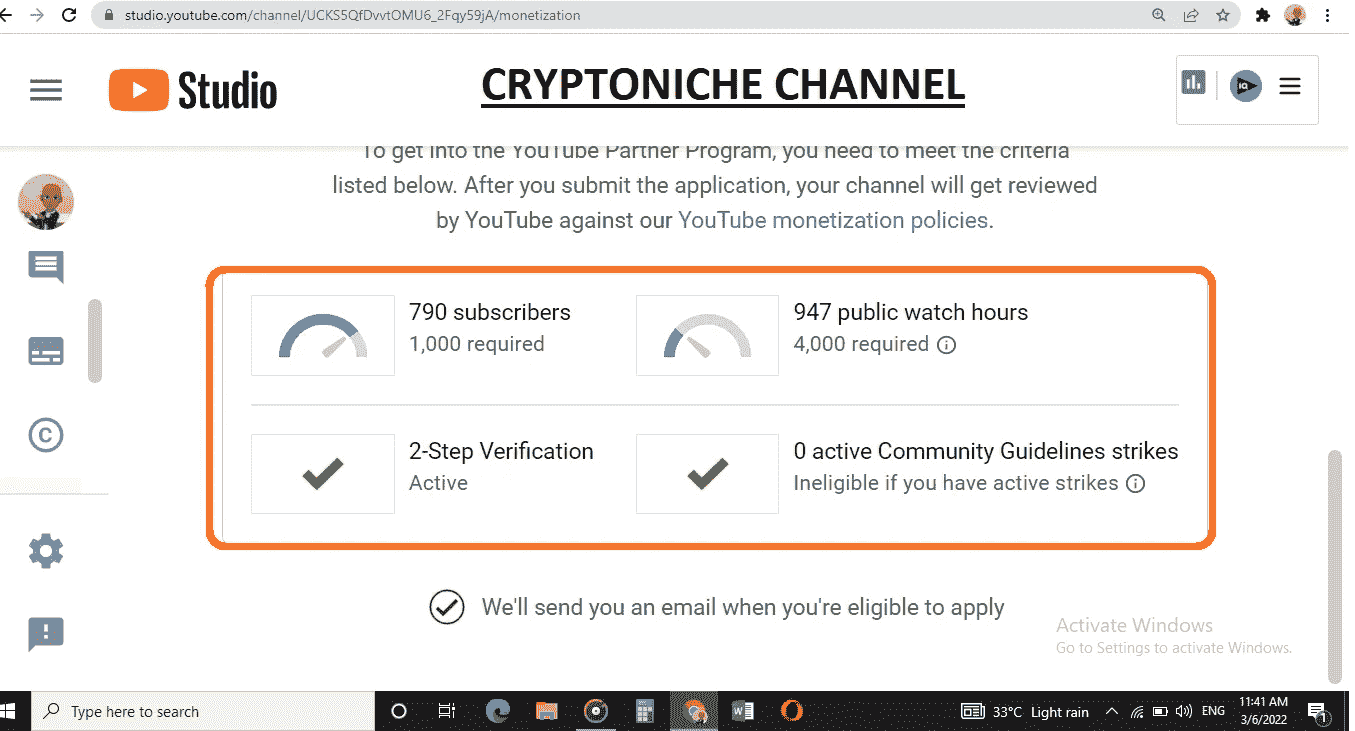 studio.youtube.com/channel/UCKS5QfDvvtOMU6_2Fqy59jA/monetization
Studio
CRYPTONICHE CHANNEL
To get into the YouTube Partner Program, you need to meet the criteria
listed below. After you submit the application, your channel will get reviewed
by YouTube against our YouTube monetization policies.
790 subscribers
1,000 required
947 public watch hours
4,000 required
2-Step Verification
Active
0 active Community Guidelines strikes
Ineligible if you have active strikes
We'll send you an email when you're eligible to apply
Activate Windows
Go to Settings to activate Windows.
Type here to search
33°C Light rain
ENG
11:41 AM
3/6/2022
1